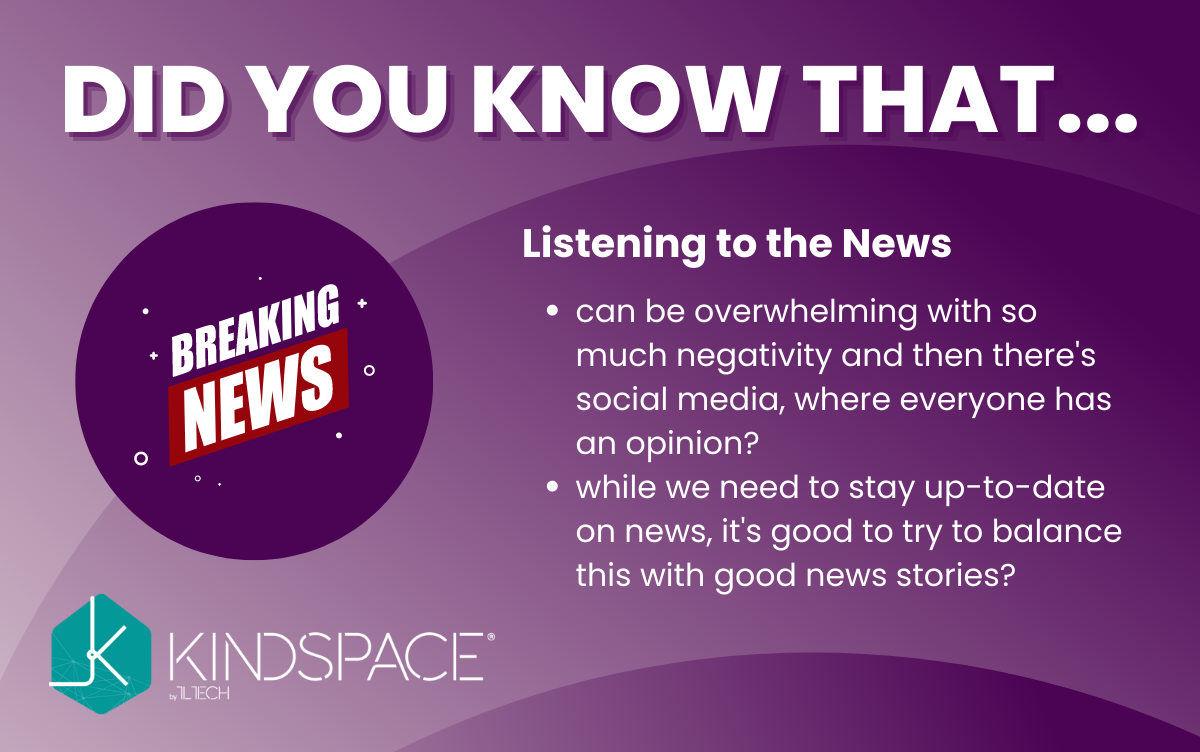 DID YOU KNOW THAT...
BREAKING
NEWS
Listening to the News
• can be overwhelming with so
much negativity and then there's
social media, where everyone has
an opinion?
• while we need to stay up-to-date
on news, it's good to try to balance
this with good news stories?
KINDSPACE®
by TLTECH